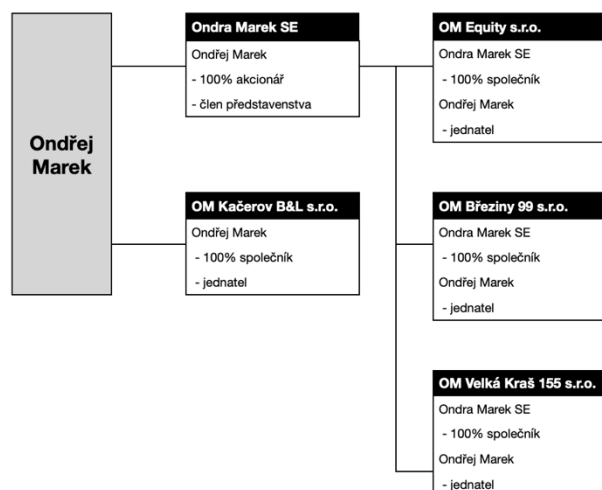 Ondřej
Marek
Ondra Marek SE
Ondřej Marek
- 100% akcionář
- člen představenstva
OM Kačerov B&L s.r.o.
Ondřej Marek
- 100% společník
- jednatel
OM Equity s.r.o.
Ondra Marek SE
- 100% společník
Ondřej Marek
- jednatel
OM Březiny 99 s.r.o.
Ondra Marek SE
- 100% společník
Ondřej Marek
- jednatel
OM Velká Kraš 155 s.r.o.
Ondra Marek SE
- 100% společník
Ondřej Marek
- jednatel